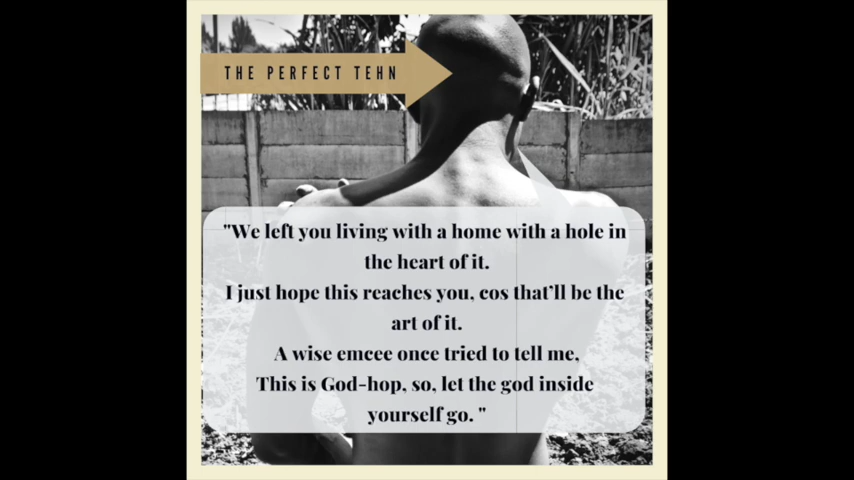 THE PERFECT TEHN
"We left you living with a home with a hole in
the heart of it.
I just hope this reaches you, cos that'll be the
art of it.
A wise emcee once tried to tell me,
This is God-hop, so, let the god inside
yourself go. "